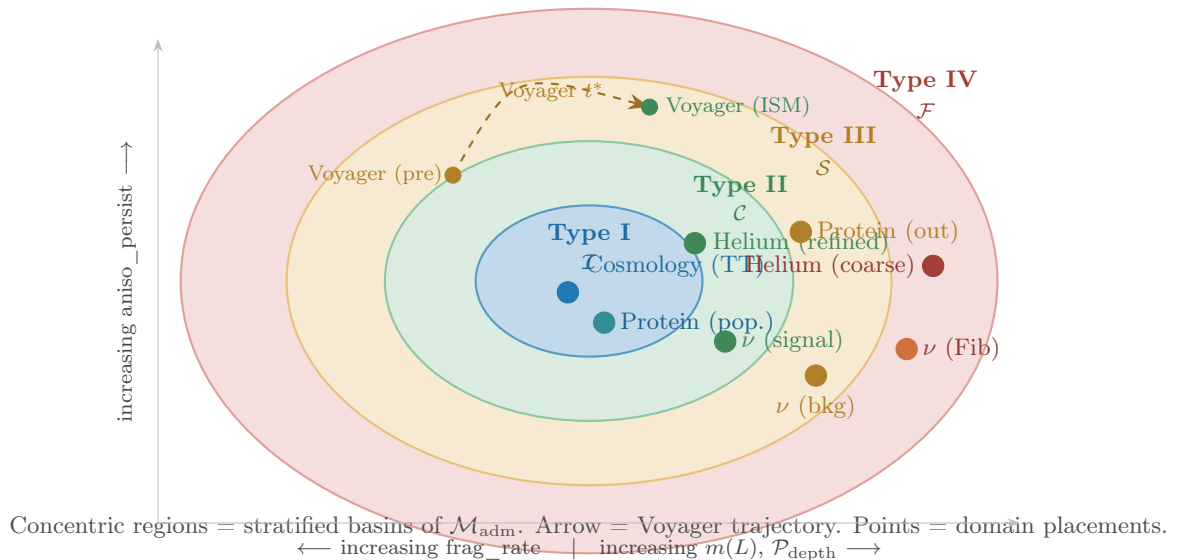 Type IV
ℱ
Voyager t*
Voyager (ISM)
Type III
𝒮
Voyager (pre)
Type II
𝒞
Type I
ℐ
Protein (out)
Helium (refined)
Cosmology (TT)
Helium (coarse)
Protein (pop.)
ν (signal)
ν (Fib)
ν (bkg)
increasing aniso_persist ⟶
Concentric regions = stratified basins of ℳ_adm. Arrow = Voyager trajectory. Points = domain placements.
⟵ increasing frag_rate | increasing m(L), 𝒫_depth ⟶